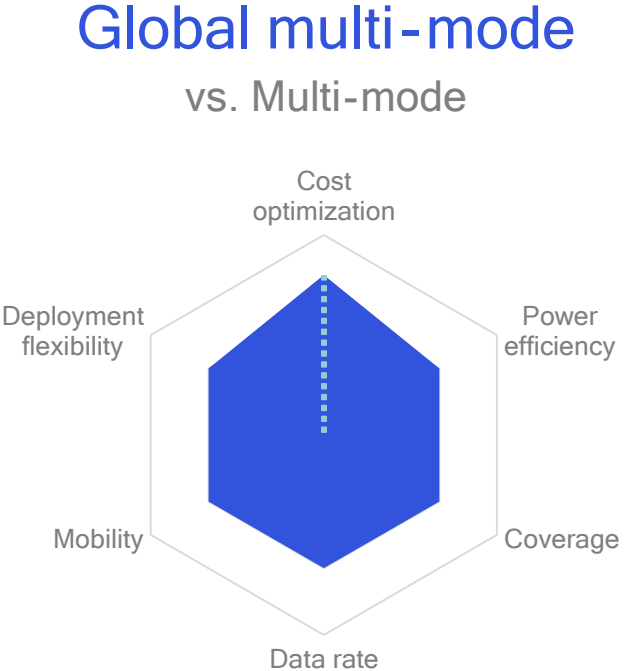 Global multi-mode
vs. Multi-mode
Cost
optimization
Deployment
flexibility
Power
efficiency
Mobility
Coverage
Data rate